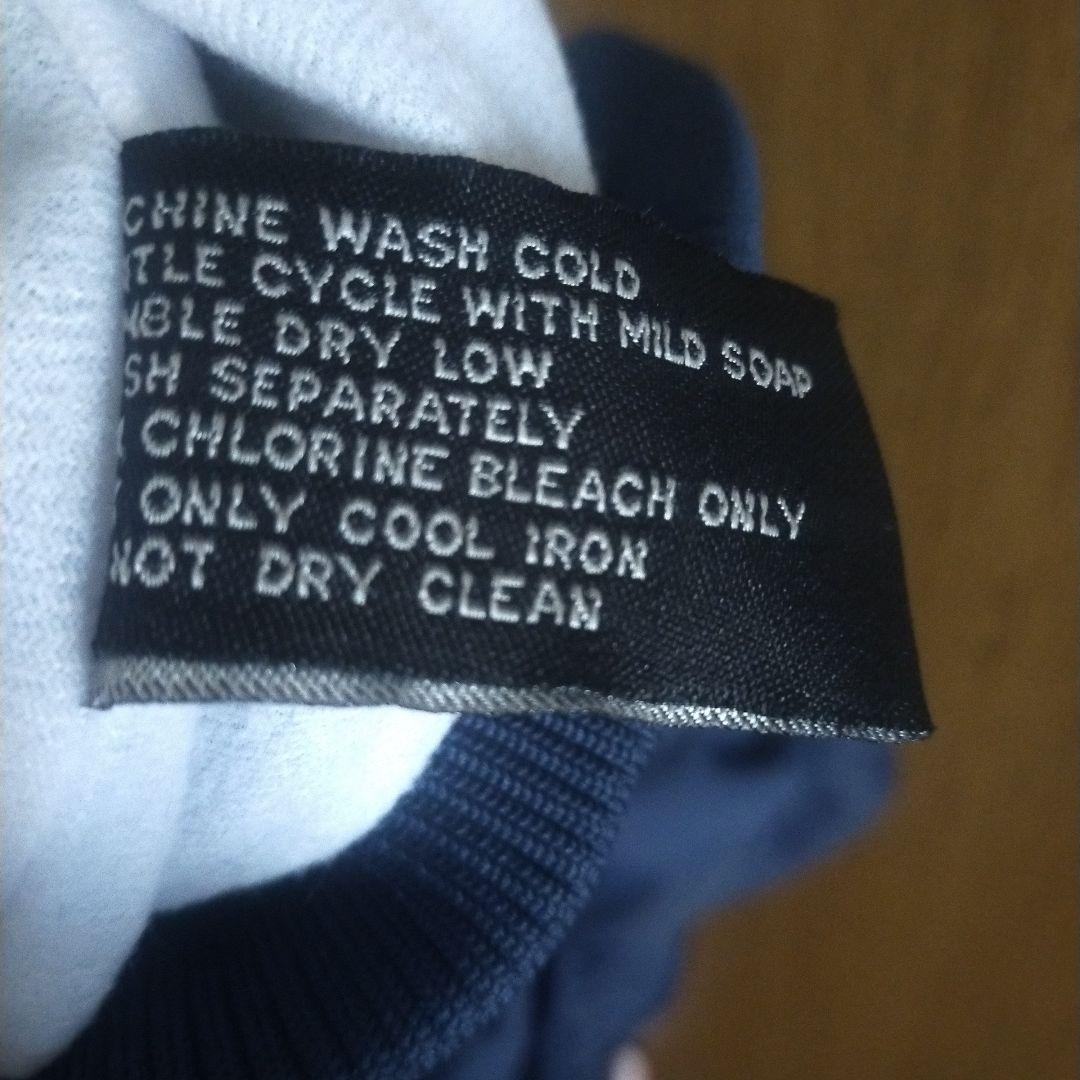 CHINE WASH COLD
TLE CYCLE WITH MILD SOAP
MBLE DRY LOW
SH SEPARATELY
CHLORINE BLEACH ONLY
ONLY COOL IRON
NOT DRY CLEAN